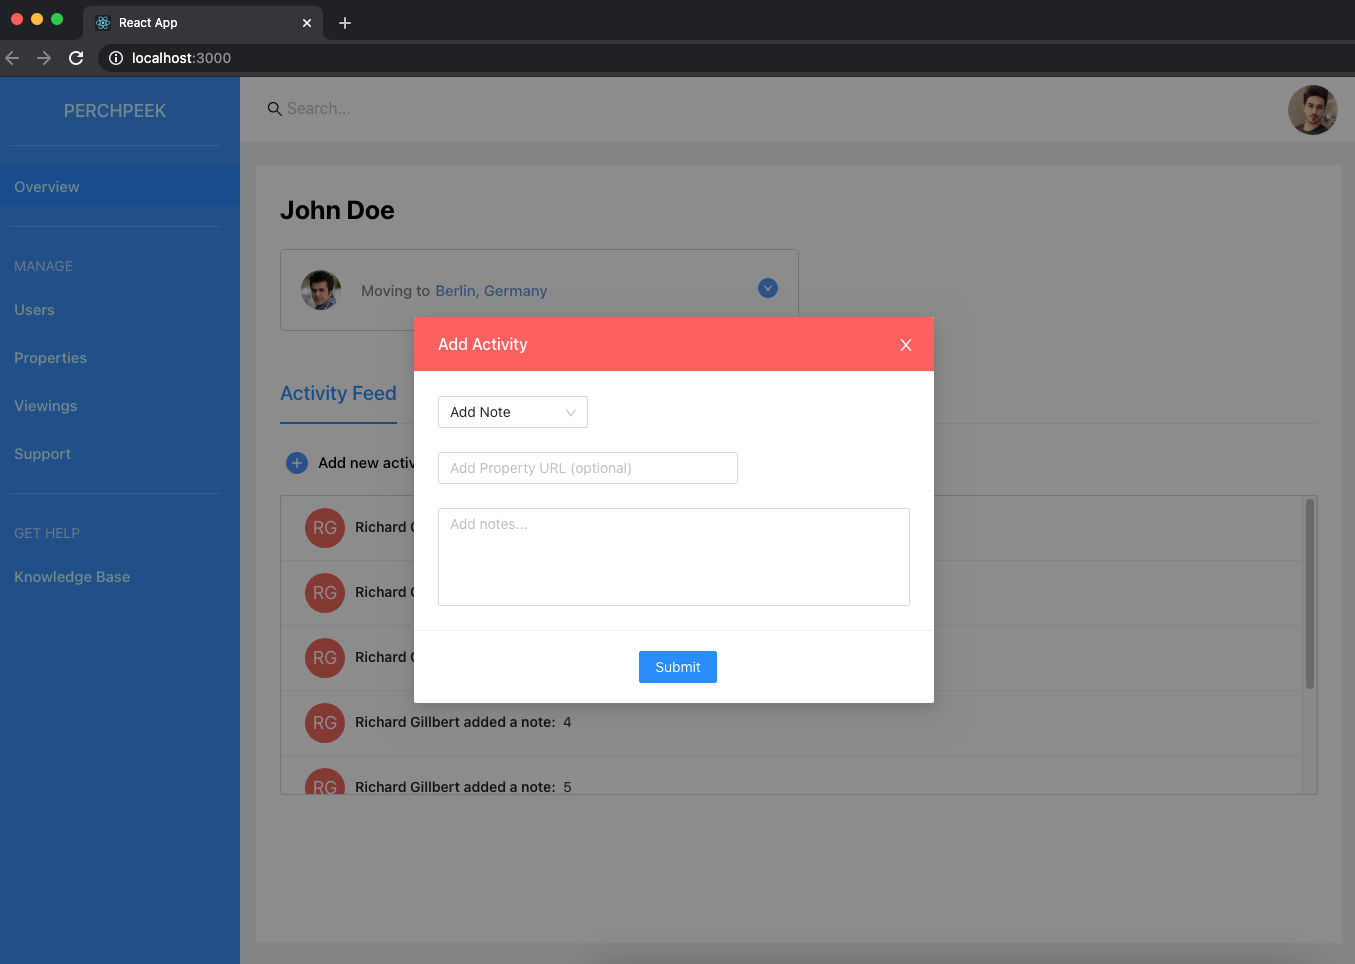 React App
localhost:3000
PERCHPEEK
Search...
Overview
MANAGE
Users
Properties
Viewings
Support
GET HELP
Knowledge Base
John Doe
Moving to Berlin, Germany
Activity Feed
Add new activ
Richard G
Richard G
Richard G
Richard Gillbert added a note: 4
Richard Gillbert added a note: 5
RG
RG
RG
RG
RG
Add Activity
Add Note
Add Property URL (optional)
Add notes...
Submit